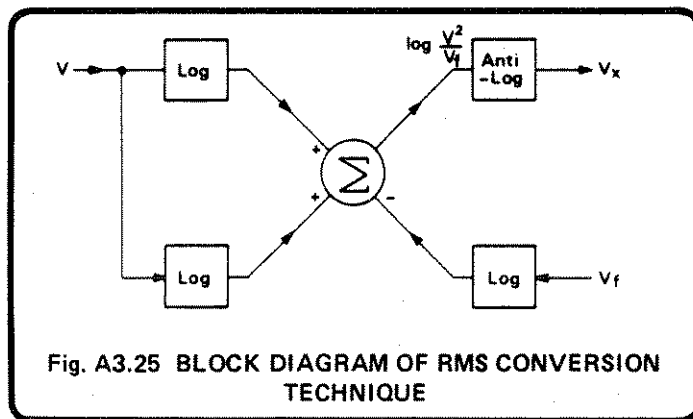 V
Log
log V²/Vf
Anti
-Log
Vx
+
Σ
+
-
Log
Log
Vf
Fig. A3.25 BLOCK DIAGRAM OF RMS CONVERSION
TECHNIQUE